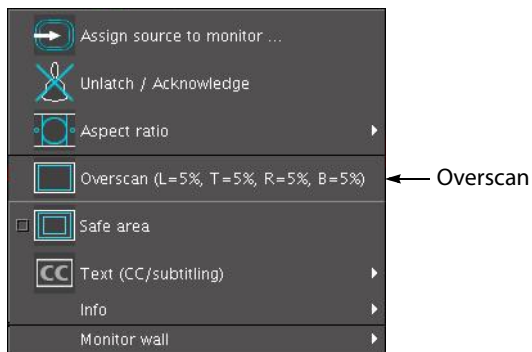 Assign source to monitor ...
Unlatch / Acknowledge
Aspect ratio
Overscan (L=5%, T=5%, R=5%, B=5%)
Overscan
Safe area
CC Text (CC/subtitling)
Info
Monitor wall